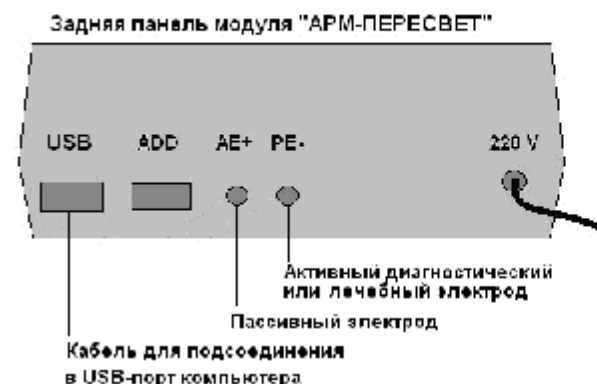 Задняя панель модуля "АРМ-ПЕРЕСВЕТ"
USB ADD AE+ PE- 220 V
Активный диагностический
или лечебный электрод
Пассивный электрод
Кабель для подсоединения
в USB-порт компьютера